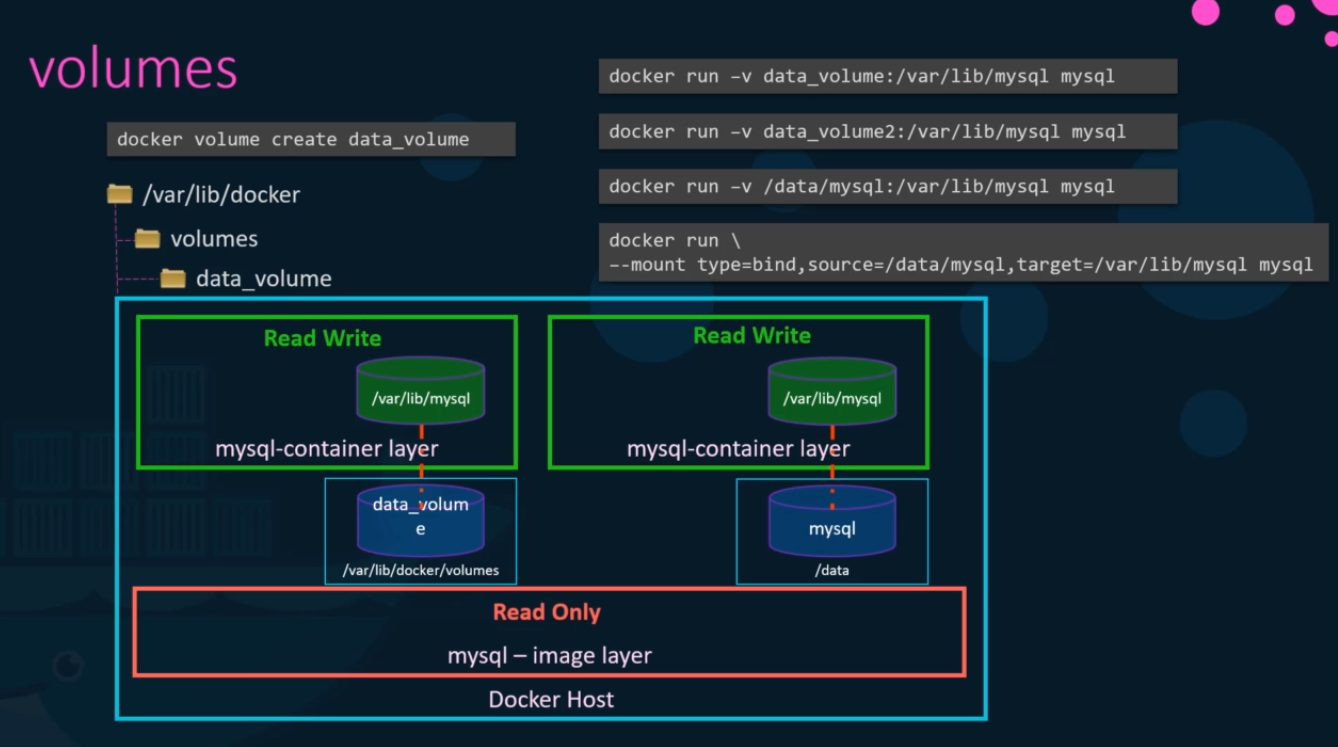 volumes
docker volume create data_volume
/var/lib/docker
volumes
data_volume
docker run –v data_volume:/var/lib/mysql mysql
docker run –v data_volume2:/var/lib/mysql mysql
docker run –v /data/mysql:/var/lib/mysql mysql
docker run \
--mount type=bind,source=/data/mysql,target=/var/lib/mysql mysql
Read Write
/var/lib/mysql
mysql-container layer
data_volum
e
/var/lib/docker/volumes
Read Write
/var/lib/mysql
mysql-container layer
mysql
/data
Read Only
mysql – image layer
Docker Host